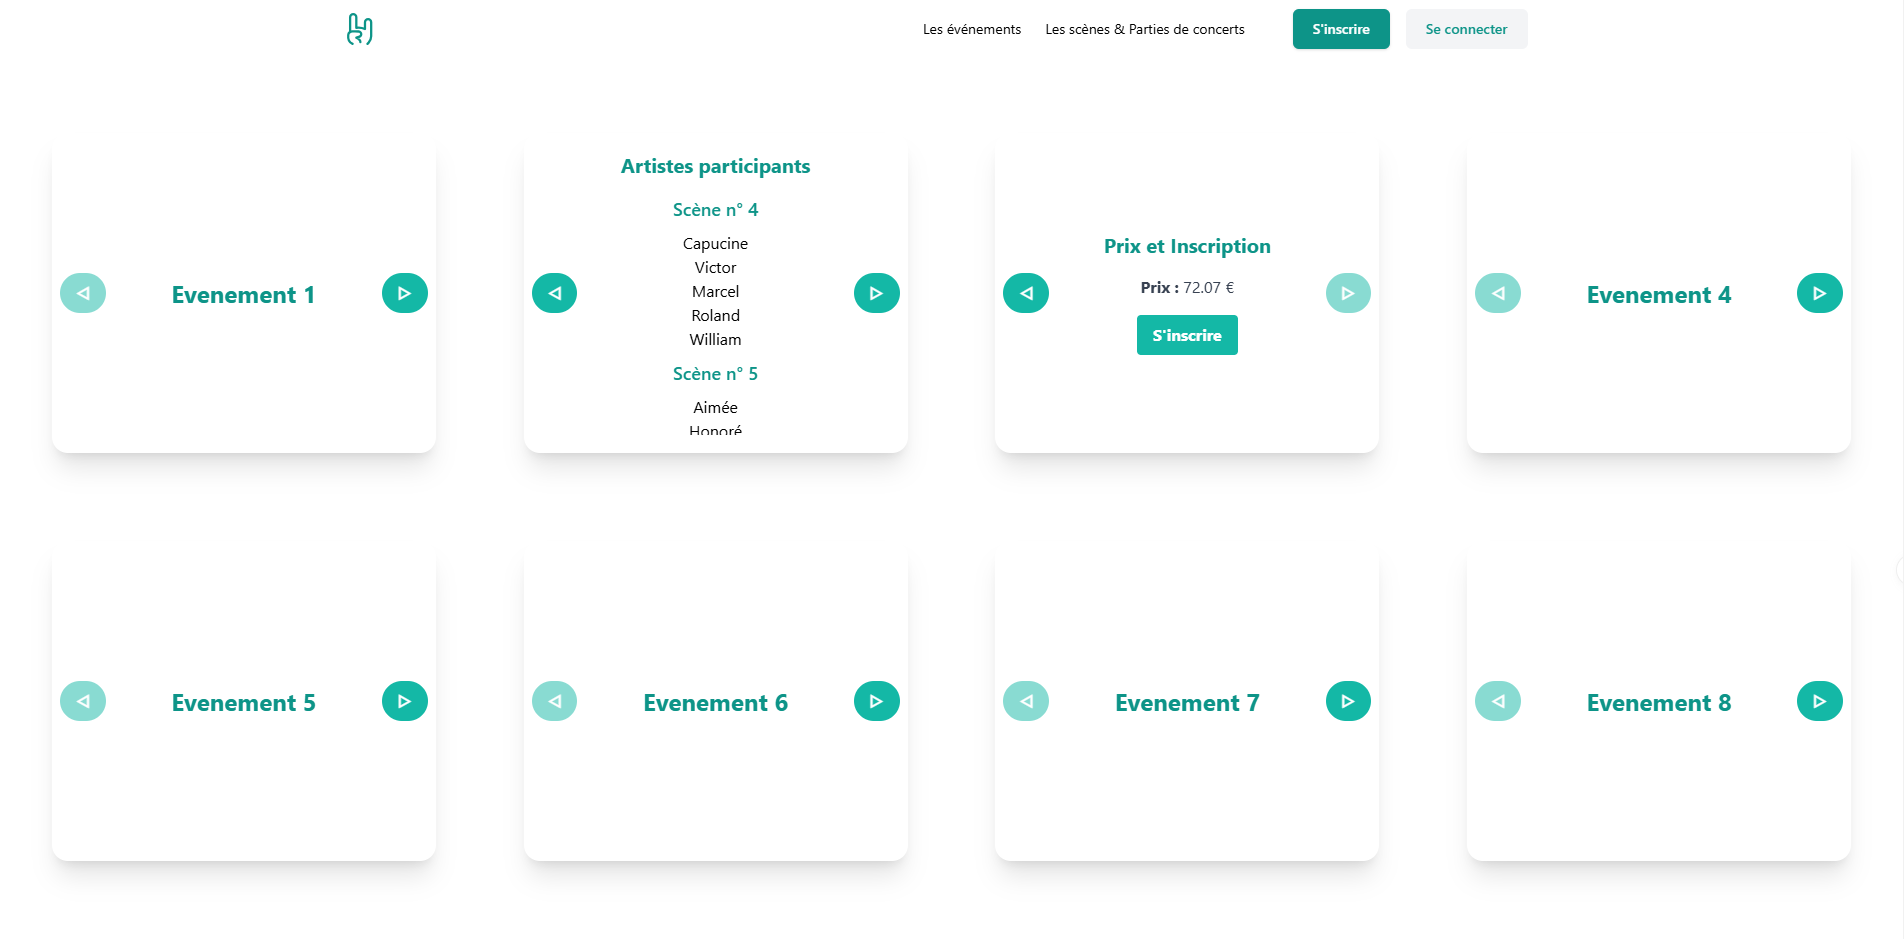 Les événements
Les scènes & Parties de concerts
S'inscrire
Se connecter
Evenement 1
Artistes participants
Scène n° 4
Capucine
Victor
Marcel
Roland
William
Scène n° 5
Aimée
Honoré
Prix et Inscription
Prix : 72.07 €
S'inscrire
Evenement 4
Evenement 5
Evenement 6
Evenement 7
Evenement 8